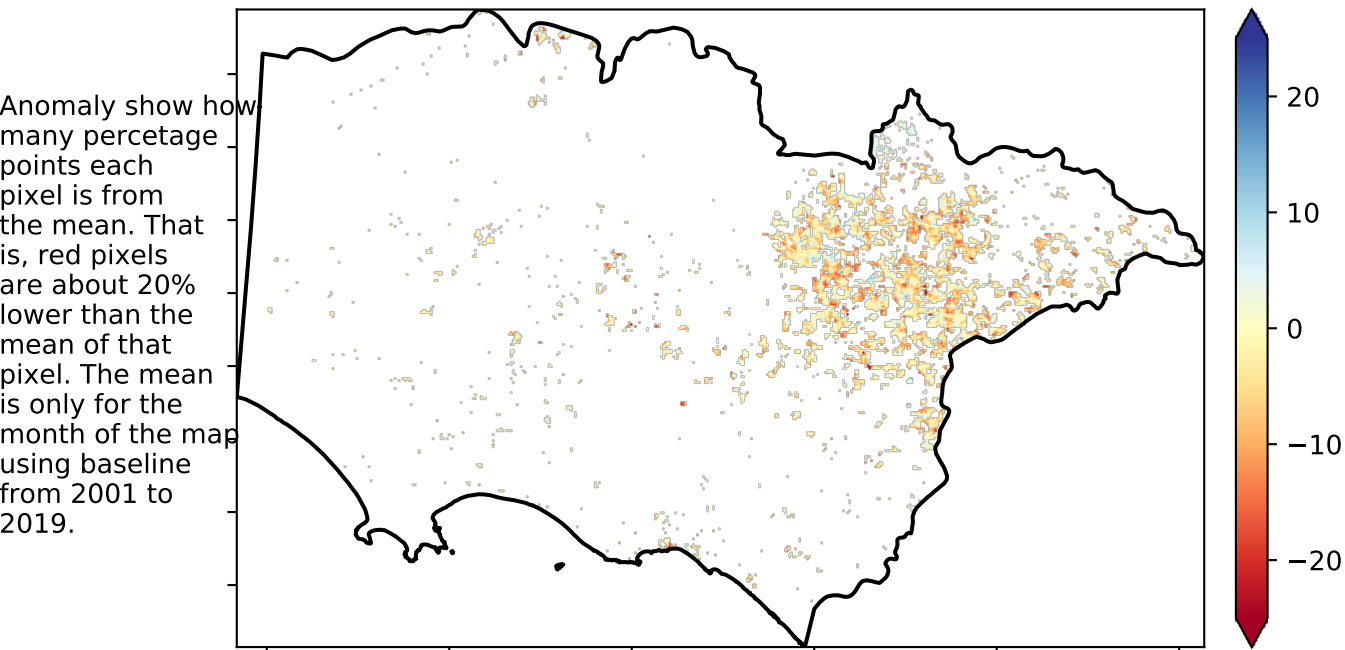 Anomaly show how
many percetage
points each
pixel is from
the mean. That
is, red pixels
are about 20%
lower than the
mean of that
pixel. The mean
is only for the
month of the map
using baseline
from 2001 to
2019.
20
10
0
−10
−20